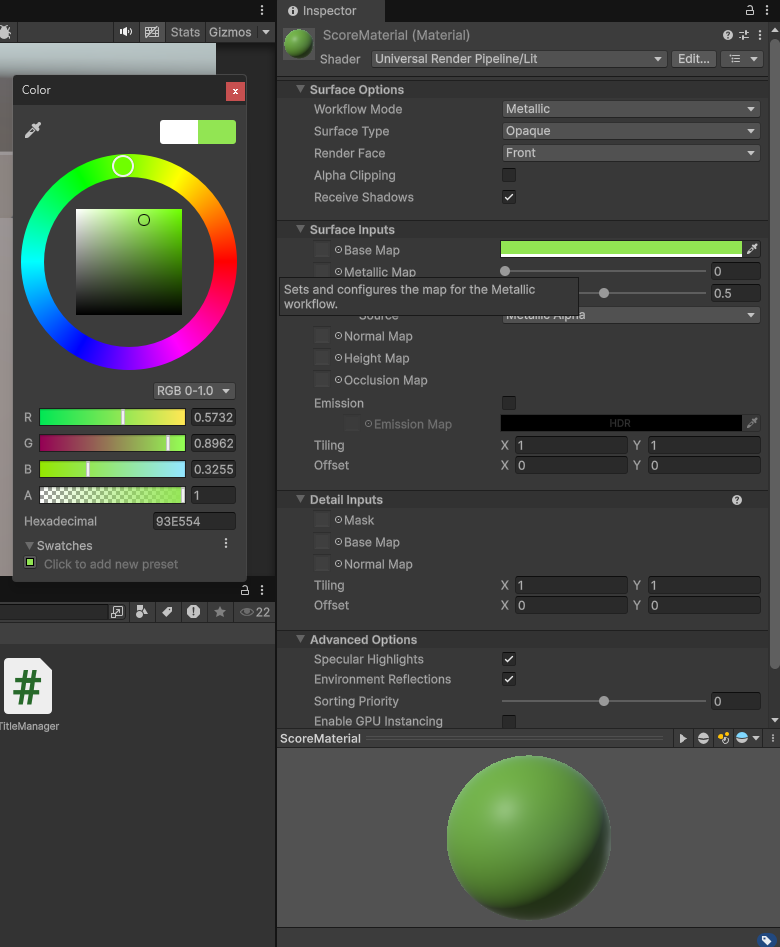 Inspector
Stats
Gizmos
ScoreMaterial (Material)
Shader
Universal Render Pipeline/Lit
Edit...
Color
x
RGB 0-1.0
R
0.5732
G
0.8962
B
0.3255
A
1
Hexadecimal
93E554
Swatches
Click to add new preset
22
TitleManager
Surface Options
Workflow Mode
Metallic
Surface Type
Opaque
Render Face
Front
Alpha Clipping
Receive Shadows
Surface Inputs
Base Map
Metallic Map
0
Sets and configures the map for the Metallic
workflow.
0.5
Source
Metallic Alpha
Normal Map
Height Map
Occlusion Map
Emission
Emission Map
HDR
Tiling
X 1
Y 1
Offset
X 0
Y 0
Detail Inputs
Mask
Base Map
Normal Map
Tiling
X 1
Y 1
Offset
X 0
Y 0
Advanced Options
Specular Highlights
Environment Reflections
Sorting Priority
0
Enable GPU Instancing
ScoreMaterial